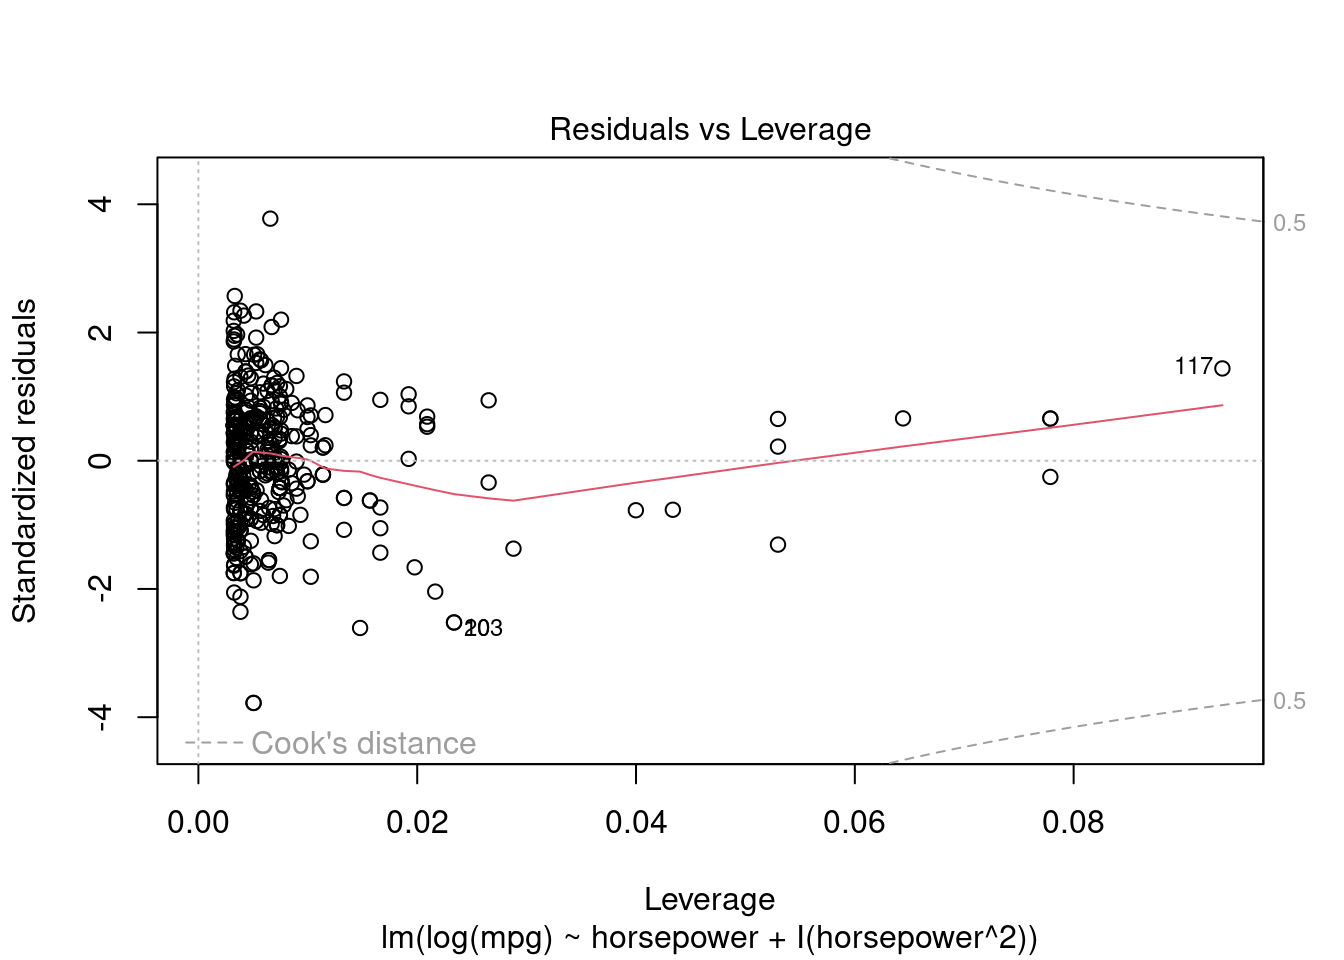 Residuals vs Leverage
Standardized residuals
4
2
0
-2
-4
0.5
117
0.5
Cook's distance
0.00 0.02 0.04 0.06 0.08
Leverage
lm(log(mpg) ~ horsepower + I(horsepower^2))